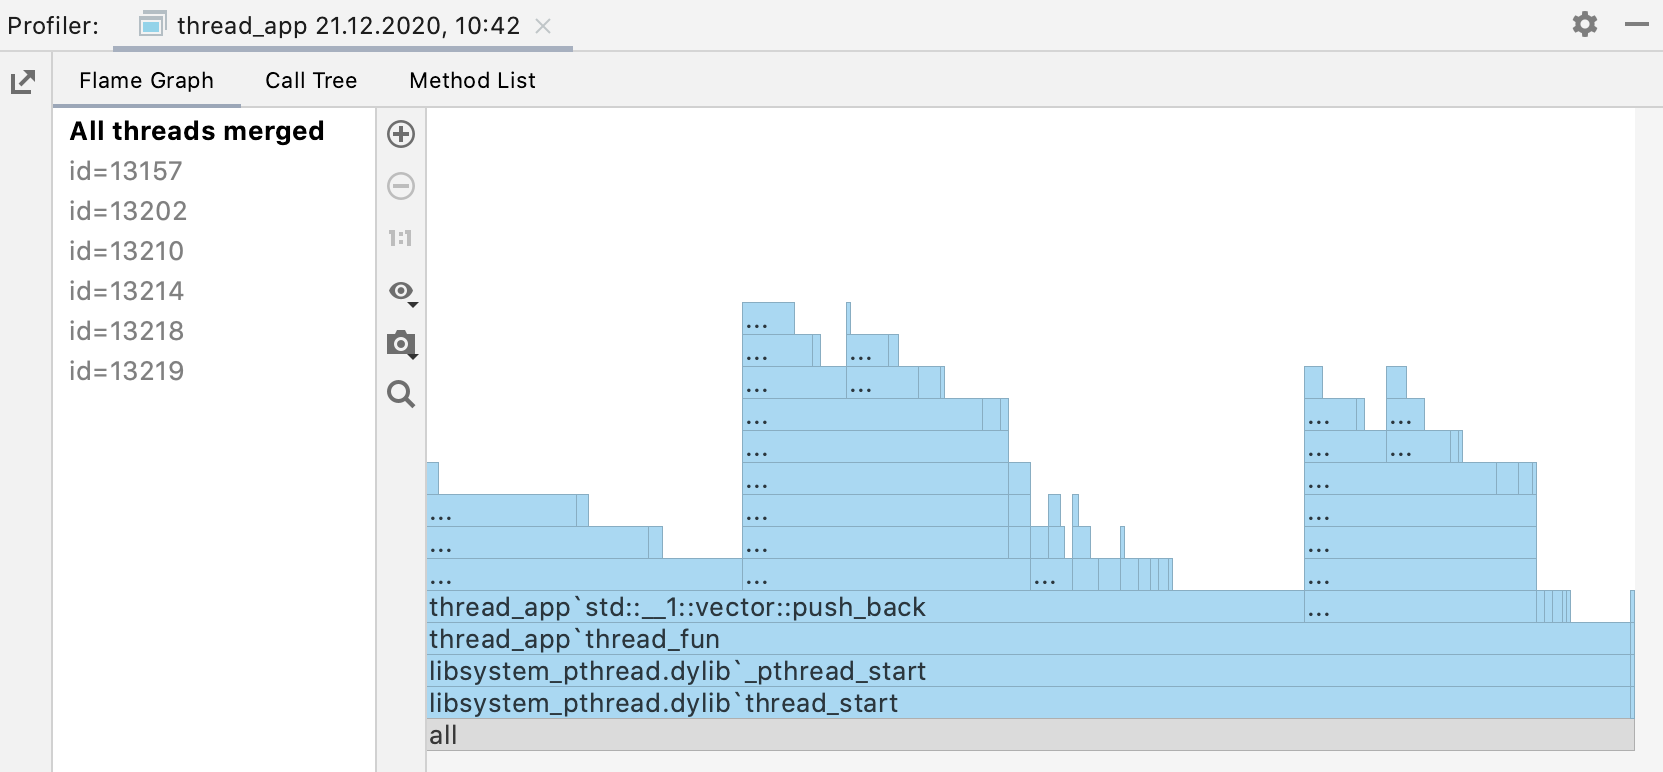 Profiler: thread_app 21.12.2020, 10:42
Flame Graph Call Tree Method List
All threads merged
id=13157
id=13202
id=13210
id=13214
id=13218
id=13219
1:1
...
... ...
... ...
...
... ... ...
... ... ...
... ...
... ... ...
... ... ...
... ... ... ...
thread_app`std::__1::vector::push_back ...
thread_app`thread_fun
libsystem_pthread.dylib`_pthread_start
libsystem_pthread.dylib`thread_start
all